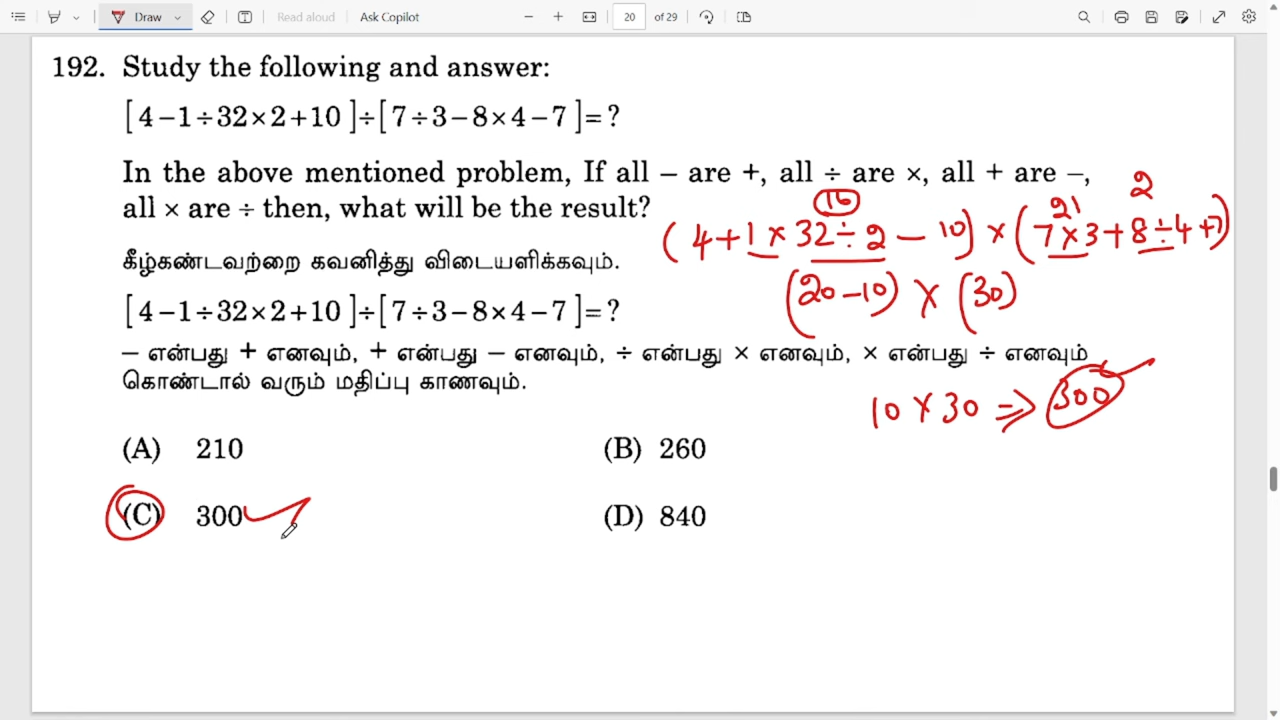 Draw
Read aloud
Ask Copilot
20 of 29
192. Study the following and answer:
[4−1÷32×2+10]÷[7÷3−8×4−7]=?
In the above mentioned problem, If all − are +, all ÷ are ×, all + are −,
all × are ÷ then, what will be the result?
16 21 2
(4+1×32÷2−10]×(7×3+8÷4+7)
கீழ்கண்டவற்றை கவனித்து விடையளிக்கவும்.
(20−10) × (30)
[4−1÷32×2+10]÷[7÷3−8×4−7]=?
− என்பது + எனவும், + என்பது − எனவும், ÷ என்பது × எனவும், × என்பது ÷ எனவும்
கொண்டால் வரும் மதிப்பு காணவும்.
10×30 ⇒ 300
(A) 210
(B) 260
(C) 300
(D) 840